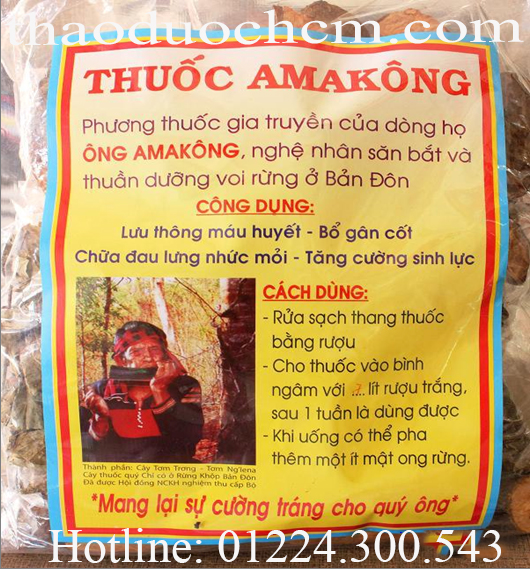 thaoduochcm.com
THUỐC AMAKÔNG
Phương thuốc gia truyền của dòng họ
ÔNG AMAKÔNG, nghệ nhân săn bắt và
thuần dưỡng voi rừng ở Bản Đôn
CÔNG DỤNG:
Lưu thông máu huyết - Bổ gân cốt
Chữa đau lưng nhức mỏi - Tăng cường sinh lực
CÁCH DÙNG:
- Rửa sạch thang thuốc
bằng rượu
- Cho thuốc vào bình
ngâm với .... lít rượu trắng,
sau 1 tuần là dùng được
- Khi uống có thể pha
thêm một ít mật ong rừng.
Thành phần: Cây Tơm Trơng - Tơm Ng'lena
Cây thuốc quý Chỉ có ở Rừng Khộp Bản Đôn
Đã được Hội đồng NCKH nghiệm thu cấp Bộ
*Mang lại sự cường tráng cho quý ông*
Hotline: 01224.300.543